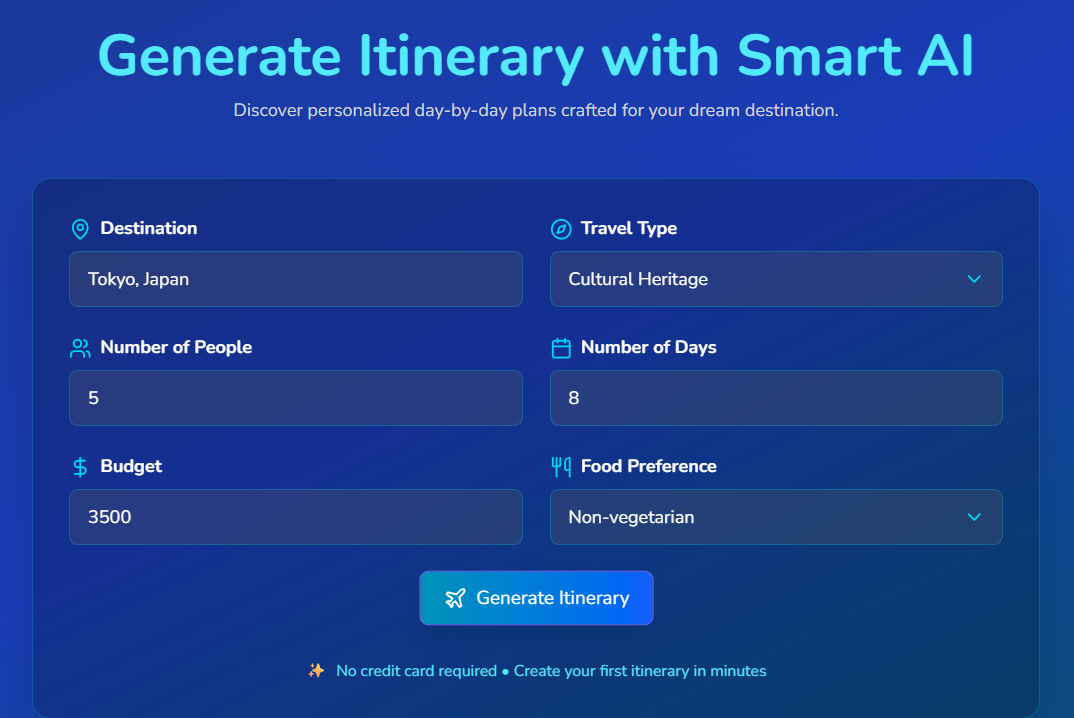 Generate Itinerary with Smart AI
Discover personalized day-by-day plans crafted for your dream destination.
Destination
Travel Type
Tokyo, Japan
Cultural Heritage
Number of People
Number of Days
5
8
Budget
Food Preference
3500
Non-vegetarian
Generate Itinerary
✨ No credit card required • Create your first itinerary in minutes